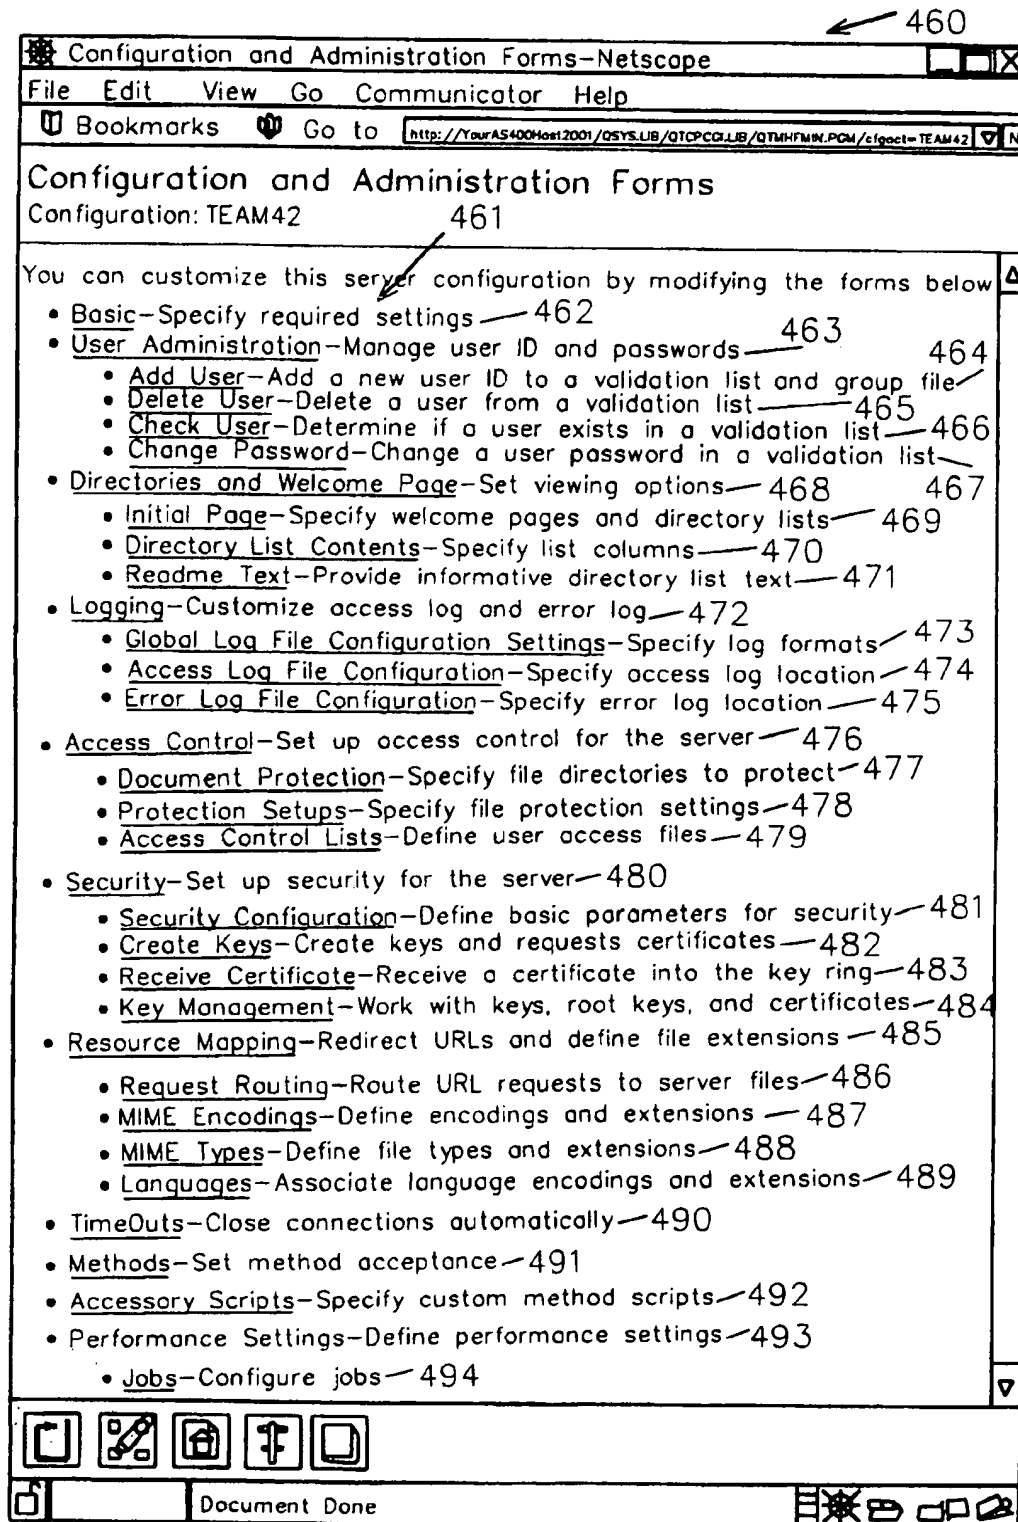 460
Configuration and Administration Forms-Netscape
File Edit View Go Communicator Help
Bookmarks Go to http://YourAS400Host2001/QSYS.LIB/QTCPCGI.LIB/QTMHFMIN.PGM/cfgact=TEAM42 N
Configuration and Administration Forms
Configuration: TEAM42 461
You can customize this server configuration by modifying the forms below
• Basic-Specify required settings 462
• User Administration-Manage user ID and passwords 463
• Add User-Add a new user ID to a validation list and group file 464
• Delete User-Delete a user from a validation list 465
• Check User-Determine if a user exists in a validation list 466
• Change Password-Change a user password in a validation list 467
• Directories and Welcome Page-Set viewing options 468
• Initial Page-Specify welcome pages and directory lists 469
• Directory List Contents-Specify list columns 470
• Readme Text-Provide informative directory list text 471
• Logging-Customize access log and error log 472
• Global Log File Configuration Settings-Specify log formats 473
• Access Log File Configuration-Specify access log location 474
• Error Log File Configuration-Specify error log location 475
• Access Control-Set up access control for the server 476
• Document Protection-Specify file directories to protect 477
• Protection Setups-Specify file protection settings 478
• Access Control Lists-Define user access files 479
• Security-Set up security for the server 480
• Security Configuration-Define basic parameters for security 481
• Create Keys-Create keys and requests certificates 482
• Receive Certificate-Receive a certificate into the key ring 483
• Key Management-Work with keys, root keys, and certificates 484
• Resource Mapping-Redirect URLs and define file extensions 485
• Request Routing-Route URL requests to server files 486
• MIME Encodings-Define encodings and extensions 487
• MIME Types-Define file types and extensions 488
• Languages-Associate language encodings and extensions 489
• TimeOuts-Close connections automatically 490
• Methods-Set method acceptance 491
• Accessory Scripts-Specify custom method scripts 492
• Performance Settings-Define performance settings 493
• Jobs-Configure jobs 494
Document Done